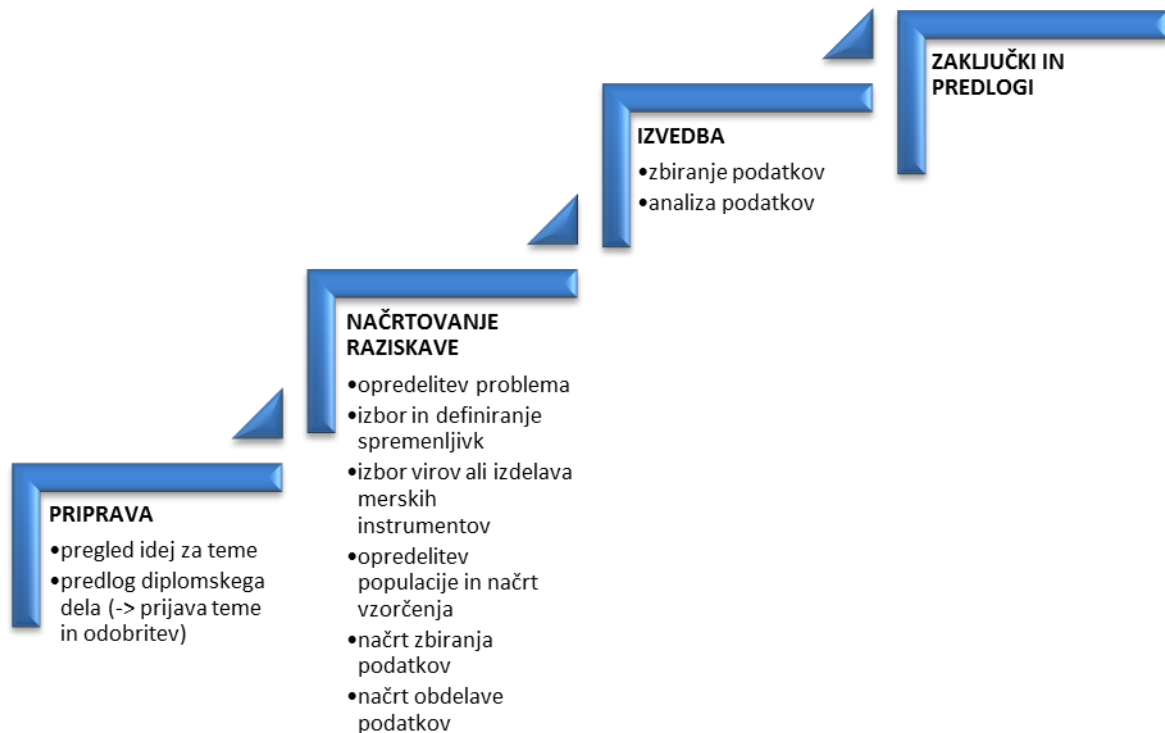 PRIPRAVA
•pregled idej za teme
•predlog diplomskega
dela (-> prijava teme
in odobritev)
NAČRTOVANJE
RAZISKAVE
•opredelitev problema
•izbor in definiranje
spremenljivk
•izbor virov ali izdelava
merskih
instrumentov
•opredelitev
populacije in načrt
vzorčenja
•načrt zbiranja
podatkov
•načrt obdelave
podatkov
IZVEDBA
•zbiranje podatkov
•analiza podatkov
ZAKLJUČKI IN
PREDLOGI